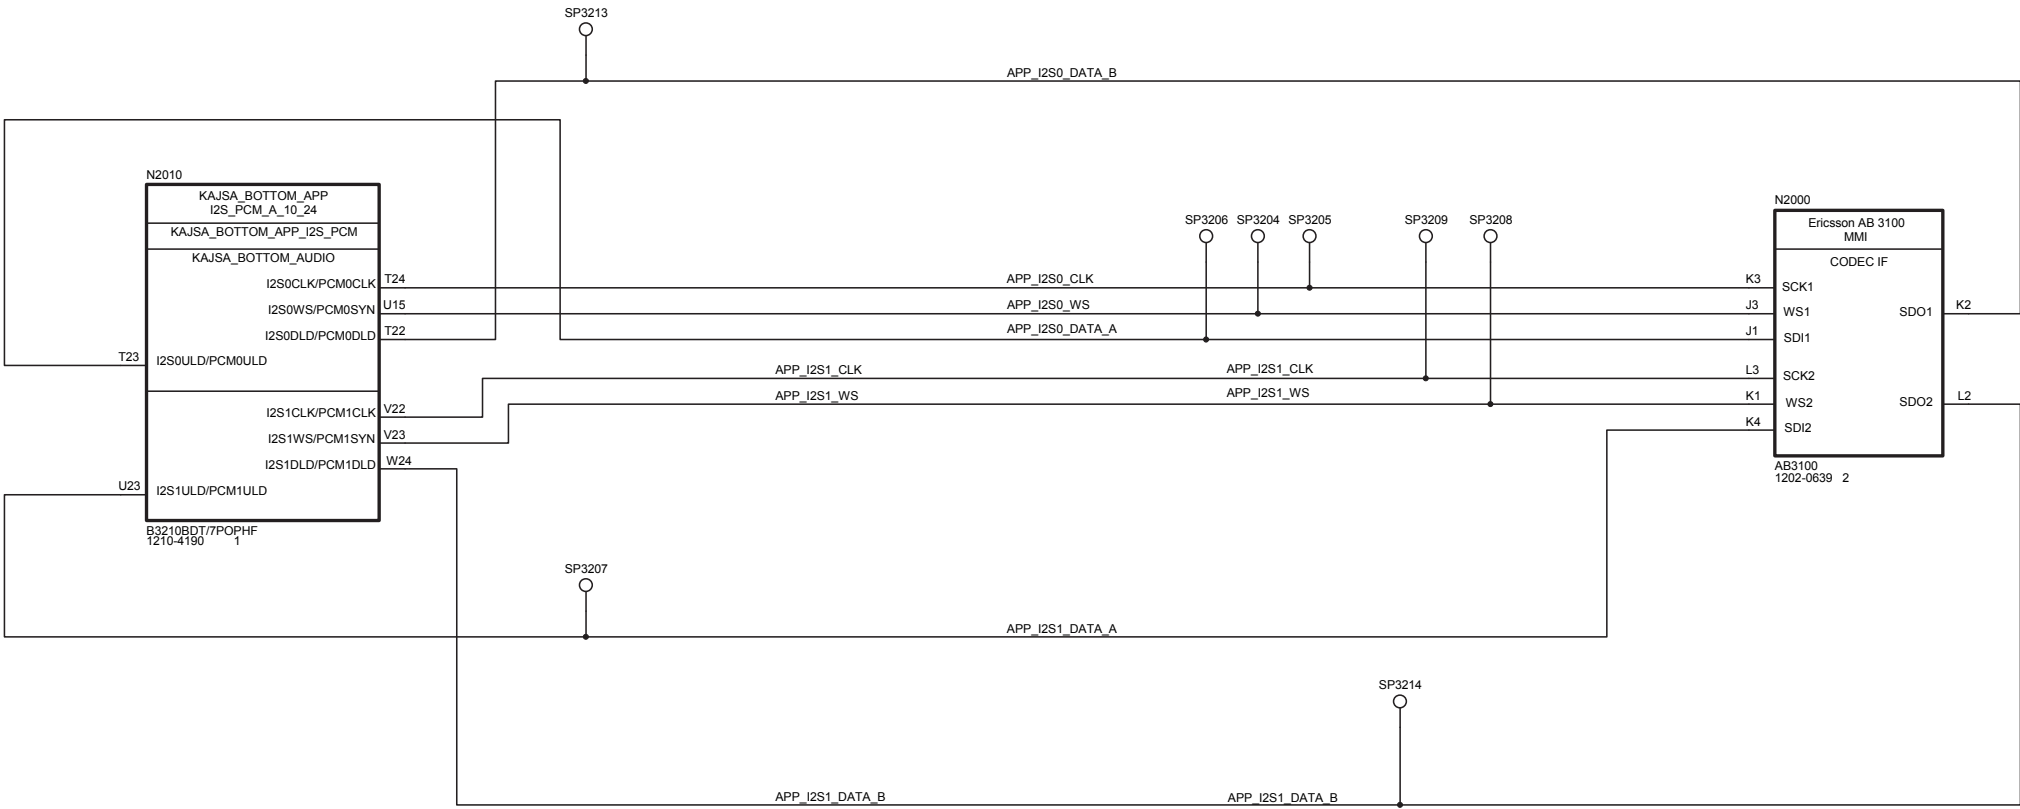 SP3213
APP_I2S0_DATA_B
N2010
KAJSA_BOTTOM_APP
I2S_PCM_A_10_24
KAJSA_BOTTOM_APP_I2S_PCM
KAJSA_BOTTOM_AUDIO
I2S0CLK/PCM0CLK T24
I2S0WS/PCM0SYN U15
I2S0DLD/PCM0DLD T22
T23 I2S0ULD/PCM0ULD
I2S1CLK/PCM1CLK V22
I2S1WS/PCM1SYN V23
I2S1DLD/PCM1DLD W24
U23 I2S1ULD/PCM1ULD
B3210BDT/7POPHF
1210-4190 1
SP3206 SP3204 SP3205 SP3209 SP3208
APP_I2S0_CLK
APP_I2S0_WS
APP_I2S0_DATA_A
APP_I2S1_CLK APP_I2S1_CLK
APP_I2S1_WS APP_I2S1_WS
N2000
Ericsson AB 3100
MMI
CODEC IF
K3 SCK1
J3 WS1 SDO1 K2
J1 SDI1
L3 SCK2
K1 WS2 SDO2 L2
K4 SDI2
AB3100
1202-0639 2
SP3207
APP_I2S1_DATA_A
SP3214
APP_I2S1_DATA_B APP_I2S1_DATA_B